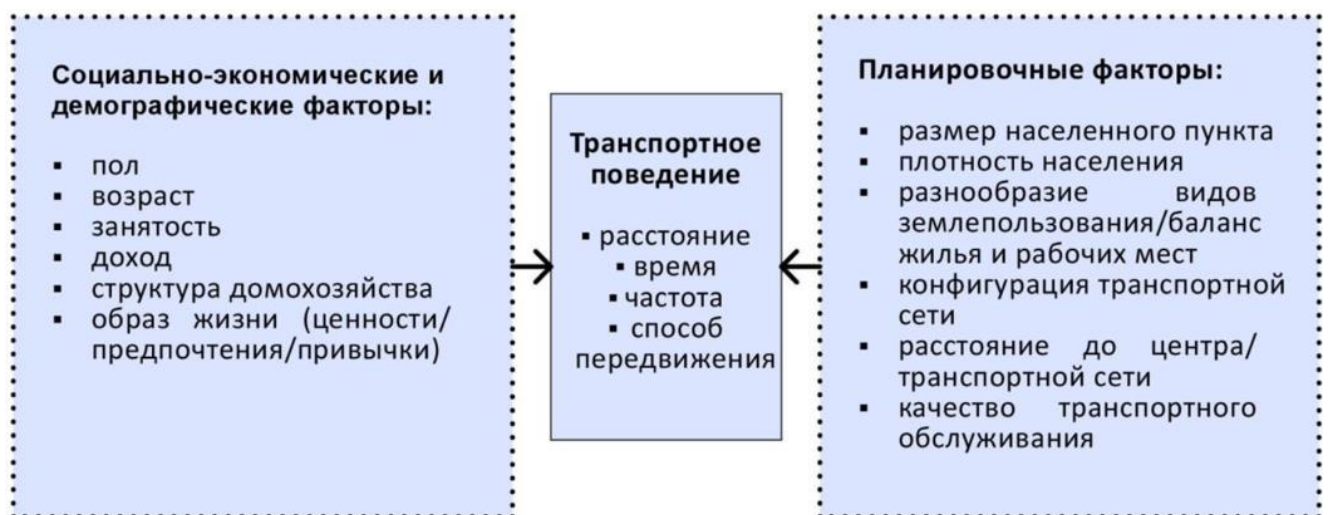 Социально-экономические и
демографические факторы:
▪ пол
▪ возраст
▪ занятость
▪ доход
▪ структура домохозяйства
▪ образ жизни (ценности/
предпочтения/привычки)
Транспортное
поведение
▪ расстояние
▪ время
▪ частота
▪ способ
передвижения
Планировочные факторы:
▪ размер населенного пункта
▪ плотность населения
▪ разнообразие видов
землепользования/баланс
жилья и рабочих мест
▪ конфигурация транспортной
сети
▪ расстояние до центра/
транспортной сети
▪ качество транспортного
обслуживания